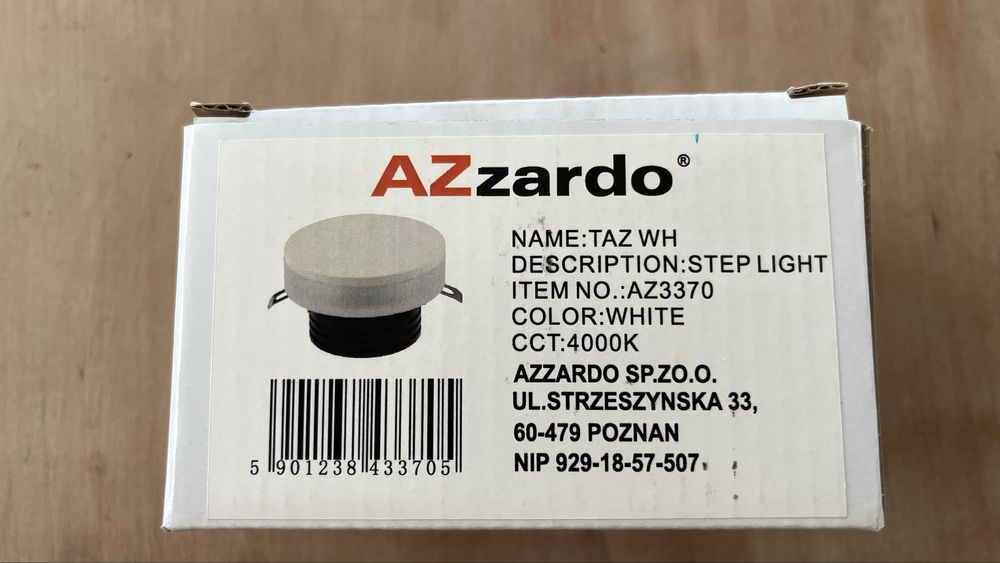 AZzardo®
NAME:TAZ WH
DESCRIPTION:STEP LIGHT
ITEM NO.:AZ3370
COLOR:WHITE
CCT:4000K
AZZARDO SP.ZO.O.
UL.STRZESZYNSKA 33,
60-479 POZNAN
NIP 929-18-57-507.
5 901238 433705